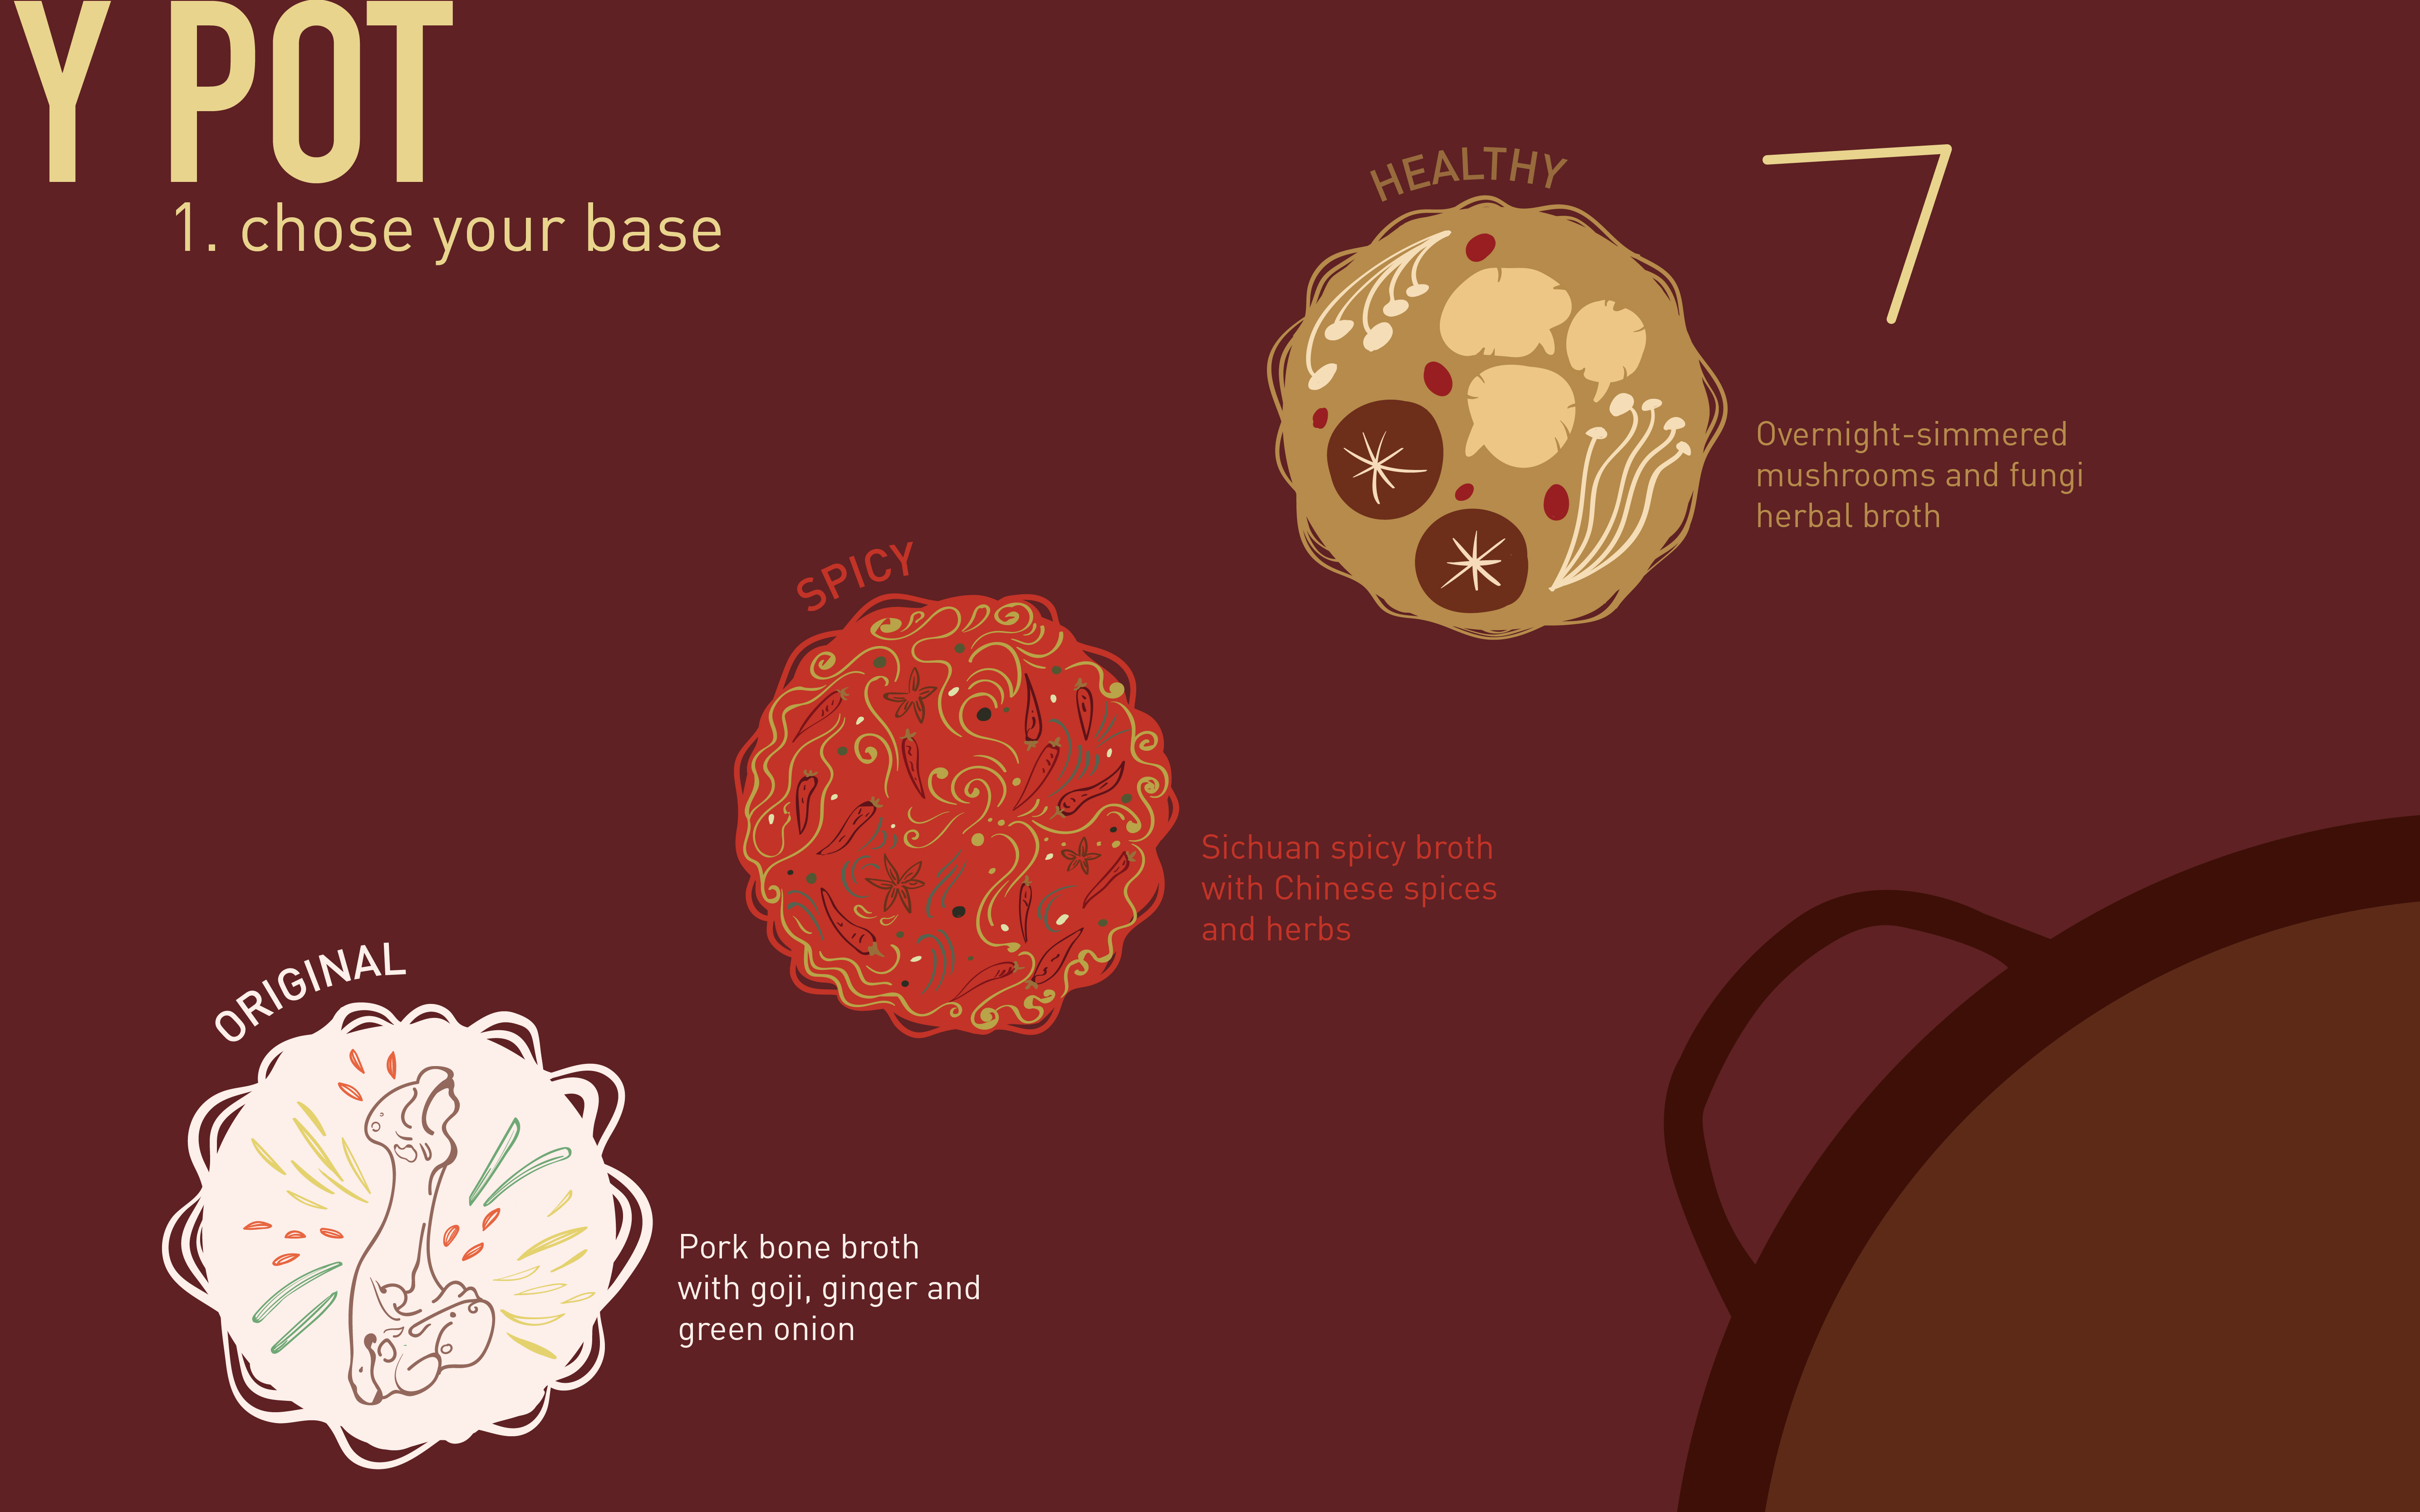 Y POT
1. chose your base
HEALTHY
7
Overnight-simmered
mushrooms and fungi
herbal broth
SPICY
Sichuan spicy broth
with Chinese spices
and herbs
ORIGINAL
Pork bone broth
with goji, ginger and
green onion